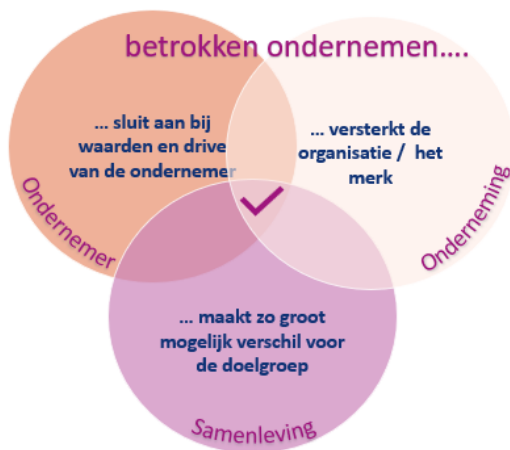 betrokken ondernemen....
... sluit aan bij
waarden en drive
van de ondernemer
... versterkt de
organisatie / het
merk
Ondernemer
Onderneming
... maakt zo groot
mogelijk verschil voor
de doelgroep
Samenleving